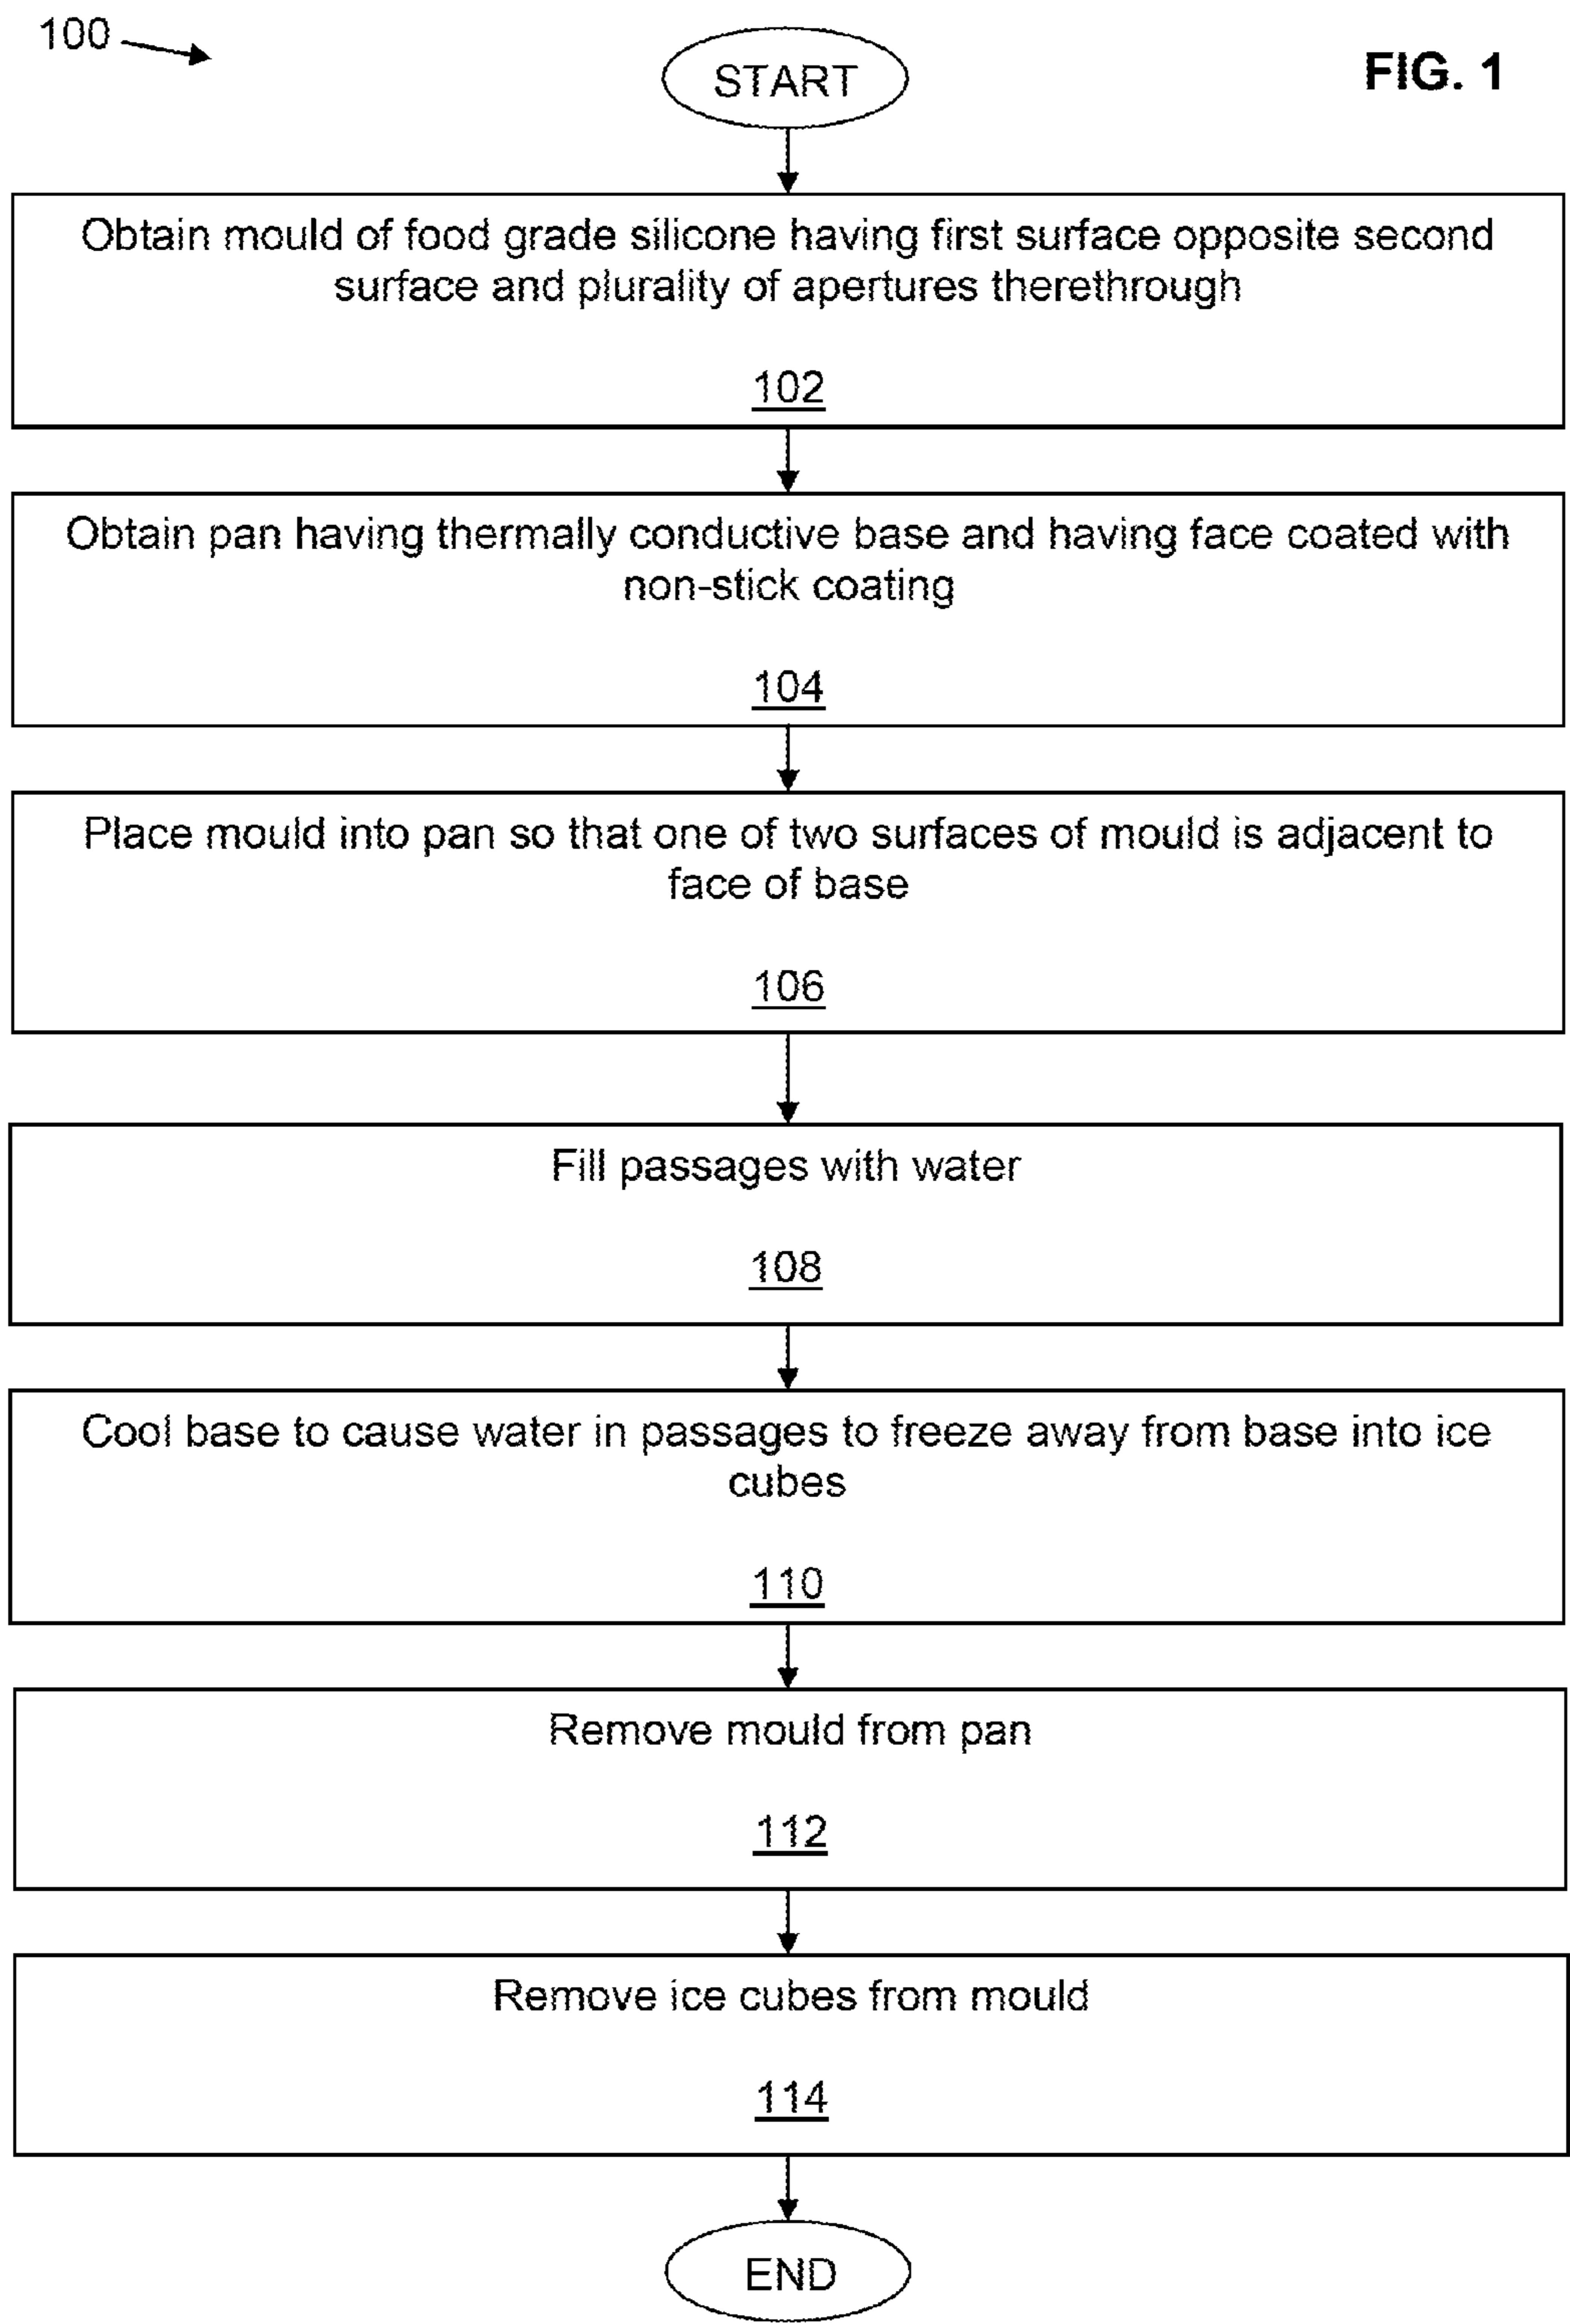 100
START
FIG. 1
Obtain mould of food grade silicone having first surface opposite second
surface and plurality of apertures therethrough
102
Obtain pan having thermally conductive base and having face coated with
non-stick coating
104
Place mould into pan so that one of two surfaces of mould is adjacent to
face of base
106
Fill passages with water
108
Cool base to cause water in passages to freeze away from base into ice
cubes
110
Remove mould from pan
112
Remove ice cubes from mould
114
END